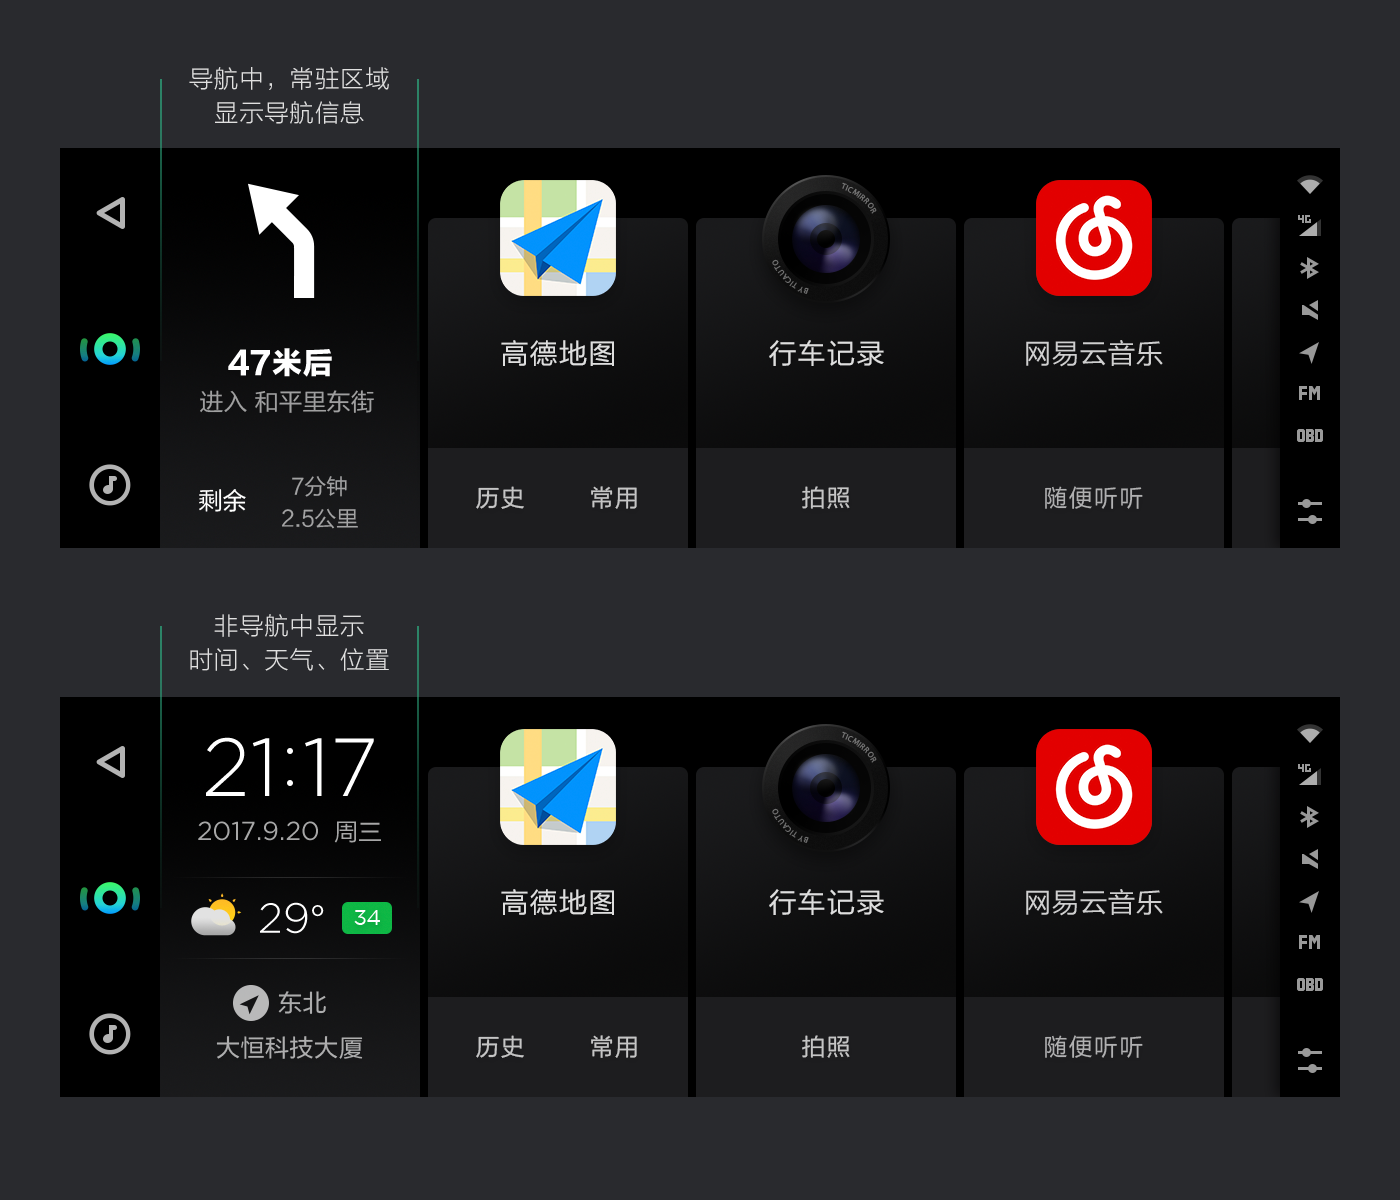 导航中，常驻区域
显示导航信息
47米后
进入 和平里东街
剩余
7分钟
2.5公里
TICMIRROR
BY TICAUTO
高德地图
行车记录
网易云音乐
历史
常用
拍照
随便听听
4G
FM
OBD
非导航中显示
时间、天气、位置
21:17
2017.9.20 周三
29°
34
东北
大恒科技大厦
TICMIRROR
BY TICAUTO
高德地图
行车记录
网易云音乐
历史
常用
拍照
随便听听
4G
FM
OBD